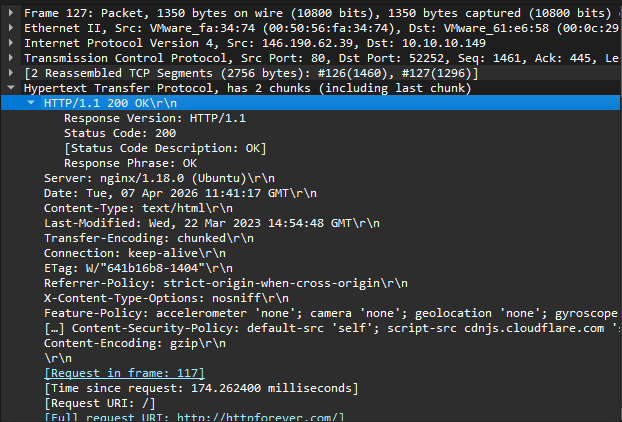 Frame 127: Packet, 1350 bytes on wire (10800 bits), 1350 bytes captured (10800 bits)
Ethernet II, Src: VMware_fa:34:74 (00:50:56:fa:34:74), Dst: VMware_61:e6:58 (00:0c:29
Internet Protocol Version 4, Src: 146.190.62.39, Dst: 10.10.10.149
Transmission Control Protocol, Src Port: 80, Dst Port: 52252, Seq: 1461, Ack: 445, Le
[2 Reassembled TCP Segments (2756 bytes): #126(1460), #127(1296)]
Hypertext Transfer Protocol, has 2 chunks (including last chunk)
HTTP/1.1 200 OK\r\n
Response Version: HTTP/1.1
Status Code: 200
[Status Code Description: OK]
Response Phrase: OK
Server: nginx/1.18.0 (Ubuntu)\r\n
Date: Tue, 07 Apr 2026 11:41:17 GMT\r\n
Content-Type: text/html\r\n
Last-Modified: Wed, 22 Mar 2023 14:54:48 GMT\r\n
Transfer-Encoding: chunked\r\n
Connection: keep-alive\r\n
ETag: W/"641b16b8-1404"\r\n
Referrer-Policy: strict-origin-when-cross-origin\r\n
X-Content-Type-Options: nosniff\r\n
Feature-Policy: accelerometer 'none'; camera 'none'; geolocation 'none'; gyroscope
[…] Content-Security-Policy: default-src 'self'; script-src cdnjs.cloudflare.com 's
Content-Encoding: gzip\r\n
\r\n
[Request in frame: 117]
[Time since request: 174.262400 milliseconds]
[Request URI: /]
[Full request URI: http://httpforever.com/]